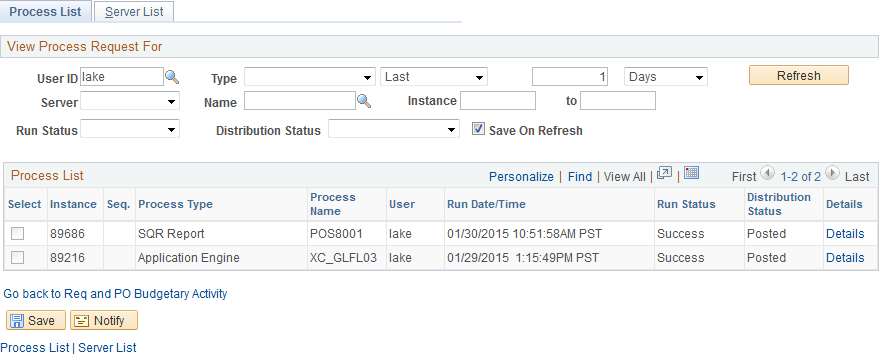 Process List Server List
View Process Request For
User ID lake Type Last 1 Days Refresh
Server Name Instance to
Run Status Distribution Status Save On Refresh
Process List Personalize | Find | View All | | First 1-2 of 2 Last
Select Instance Seq. Process Type Process Name User Run Date/Time Run Status Distribution Status Details
89686 SQR Report POS8001 lake 01/30/2015 10:51:58AM PST Success Posted Details
89216 Application Engine XC_GLFL03 lake 01/29/2015 1:15:49PM PST Success Posted Details
Go back to Req and PO Budgetary Activity
Save Notify
Process List | Server List